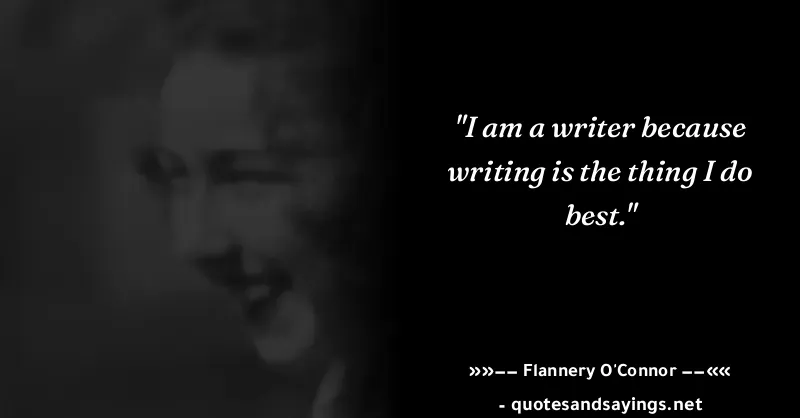 "I am a writer because
writing is the thing I do
best."
»»−− Flannery O'Connor −−««
- quotesandsayings.net